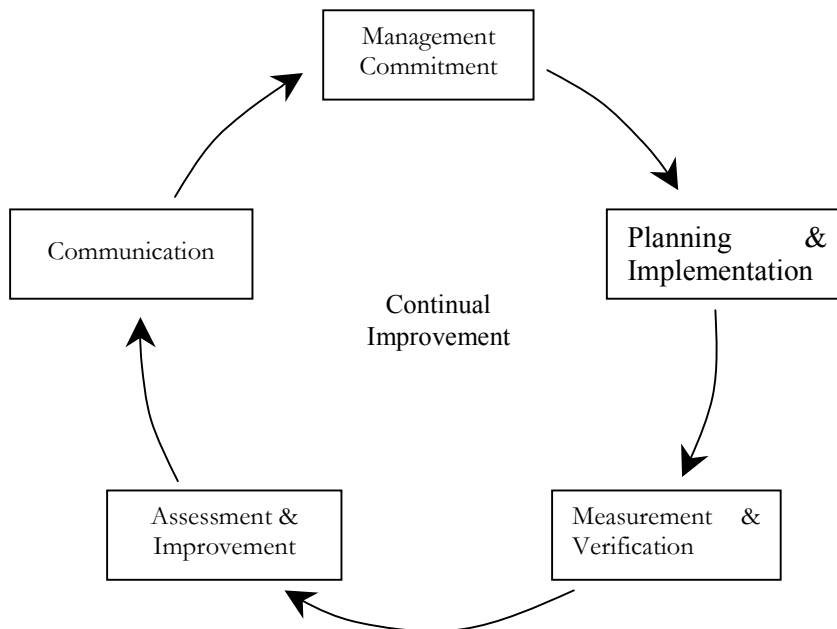 Management
Commitment
Communication
Planning &
Implementation
Continual
Improvement
Assessment &
Improvement
Measurement &
Verification